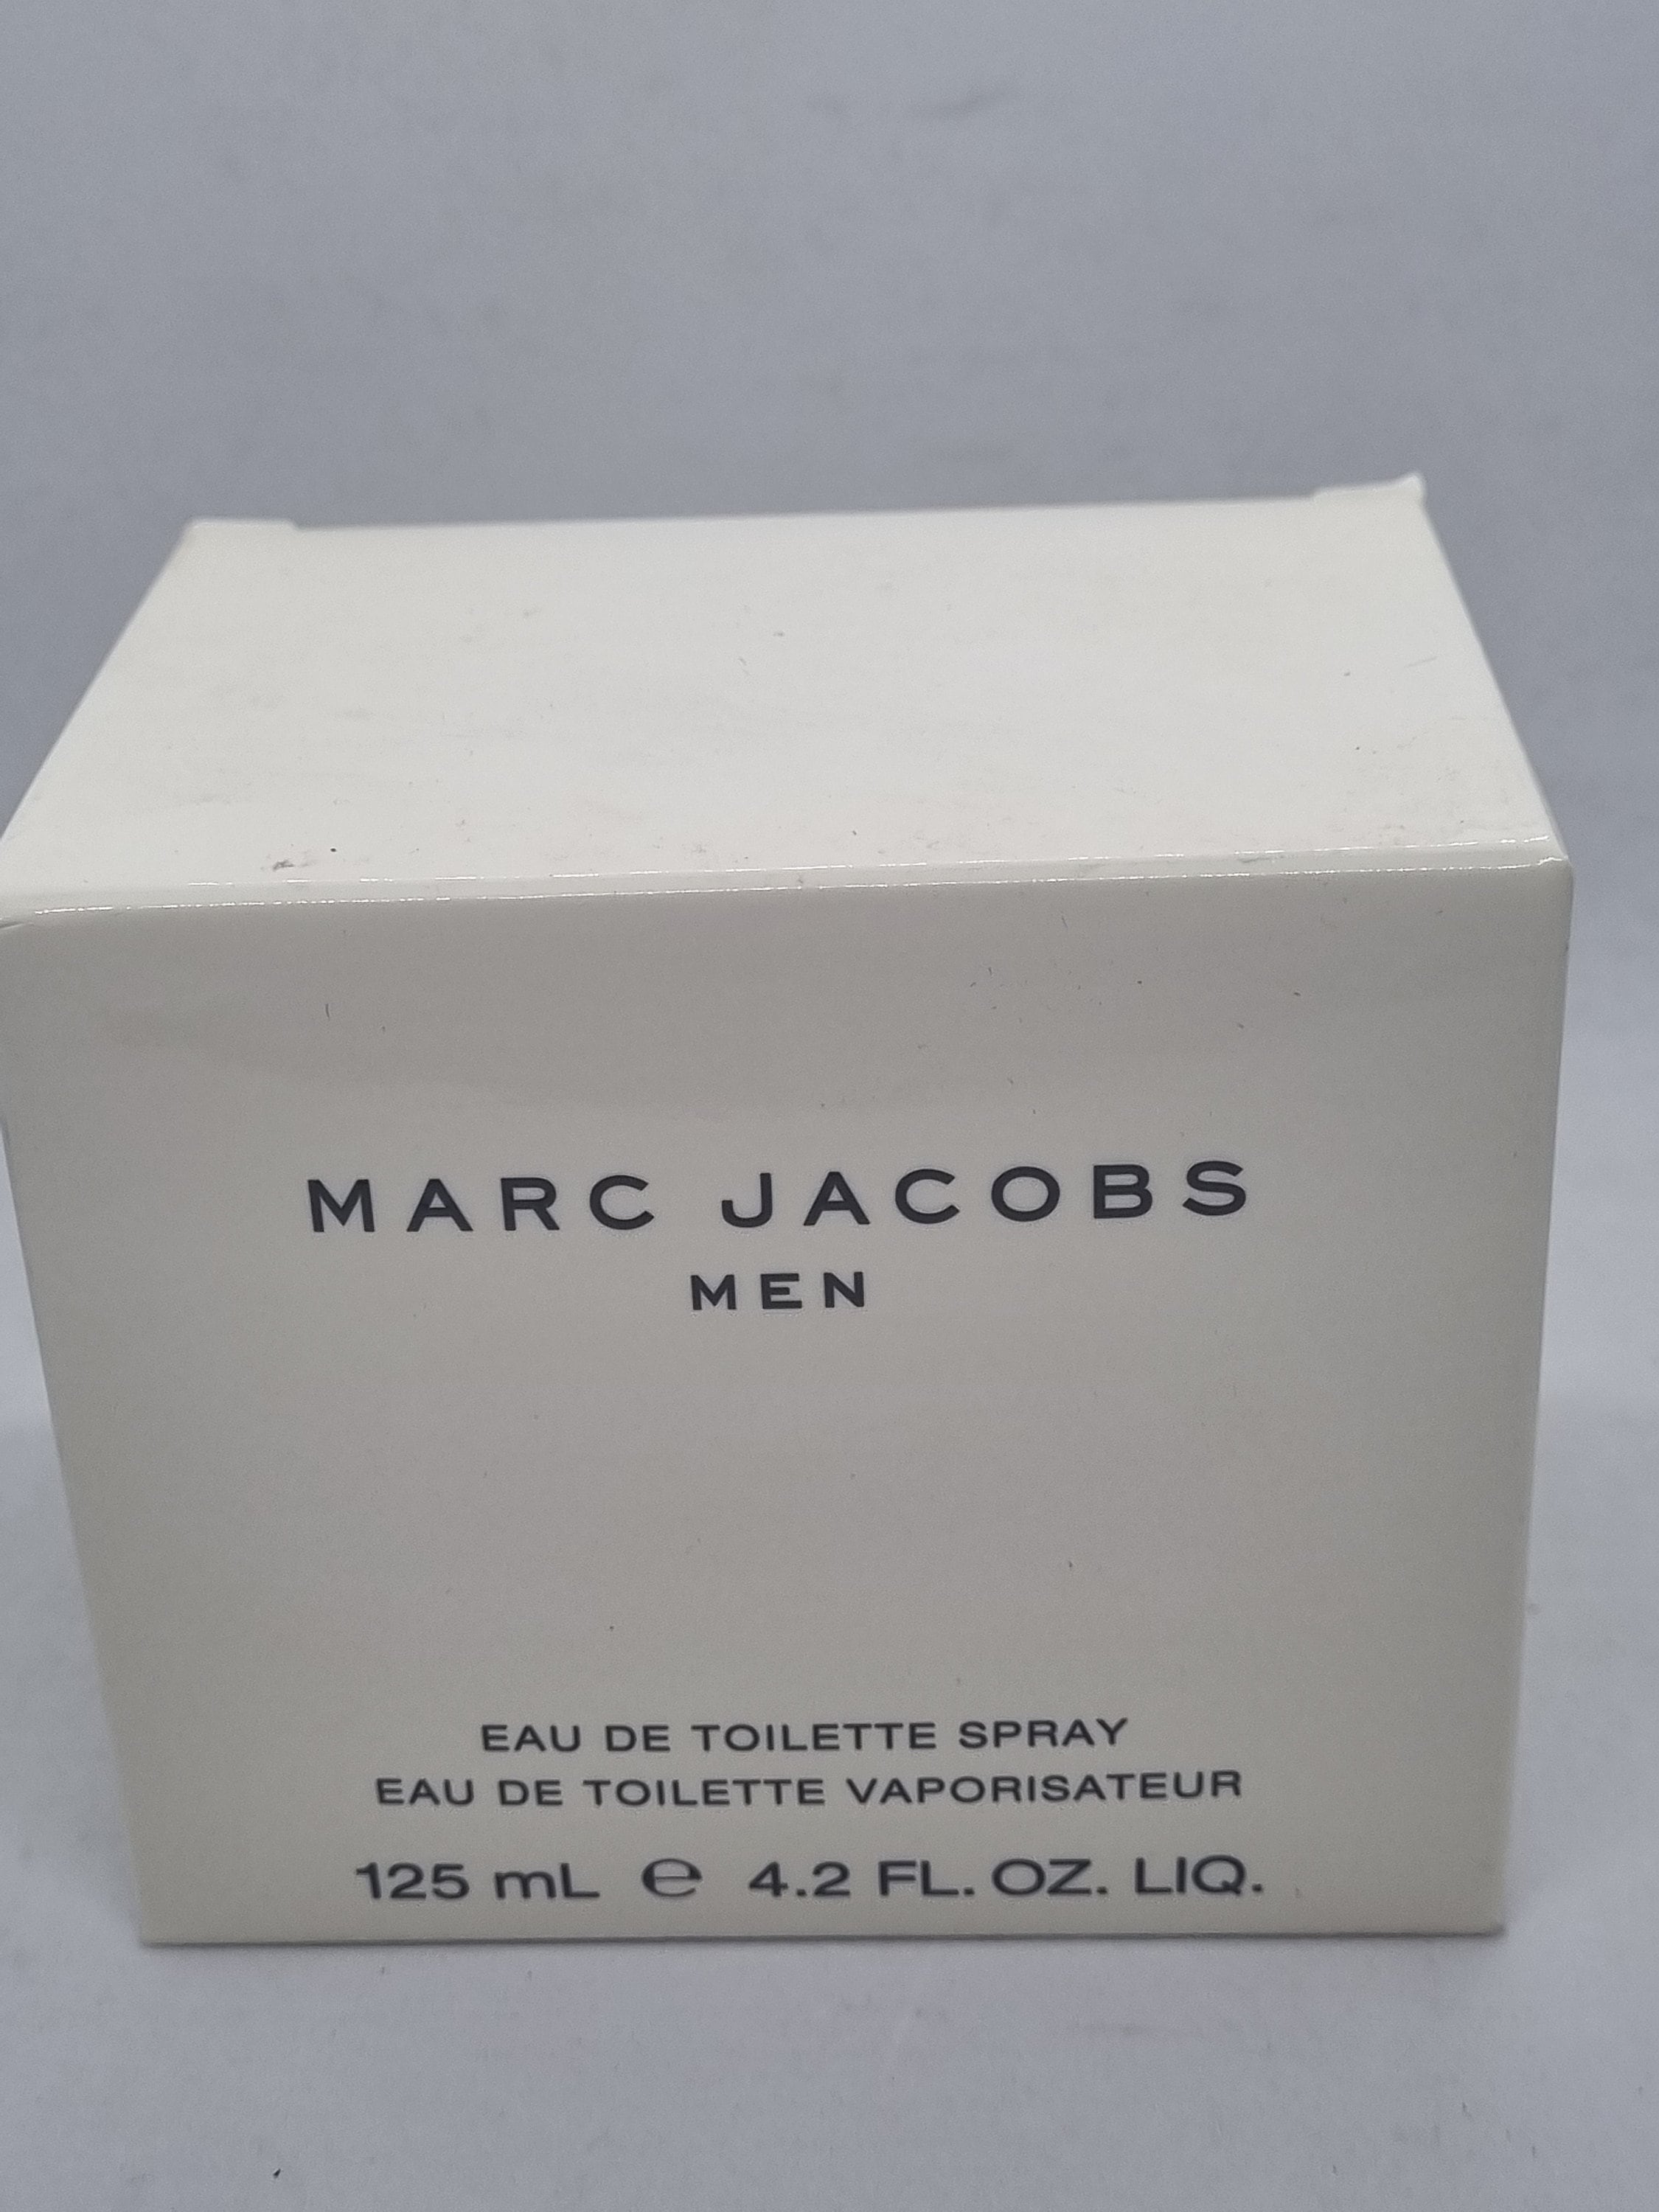 MARC JACOBS
MEN
EAU DE TOILETTE SPRAY
EAU DE TOILETTE VAPORISATEUR
125 mL ℮ 4.2 FL. OZ. LIQ.